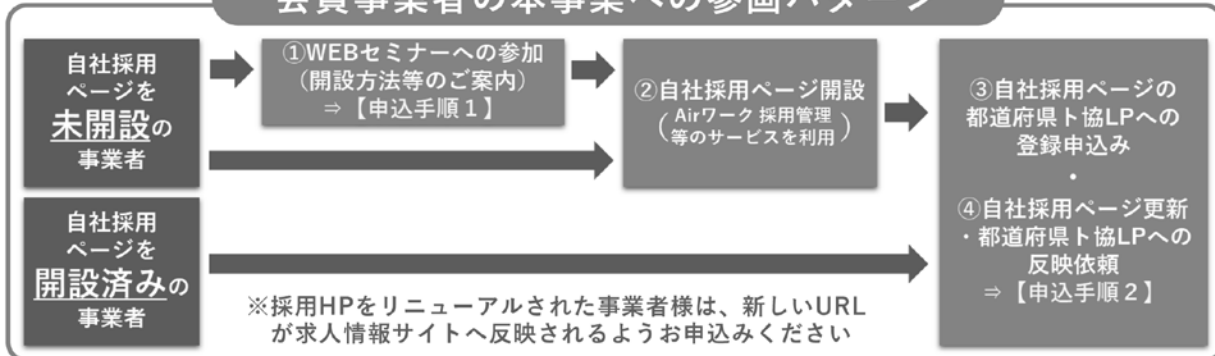 会員事業者の本事業への参画パターン
自社採用
ページを
未開設の
事業者
①WEBセミナーへの参加
（開設方法等のご案内）
⇒【申込手順１】
②自社採用ページ開設
（Airワーク 採用管理
等のサービスを利用）
③自社採用ページの
都道府県ト協LPへの
登録申込み
・
④自社採用ページ更新
・都道府県ト協LPへの
反映依頼
⇒【申込手順２】
自社採用
ページを
開設済みの
事業者
※採用HPをリニューアルされた事業者様は、新しいURL
が求人情報サイトへ反映されるようお申込みください